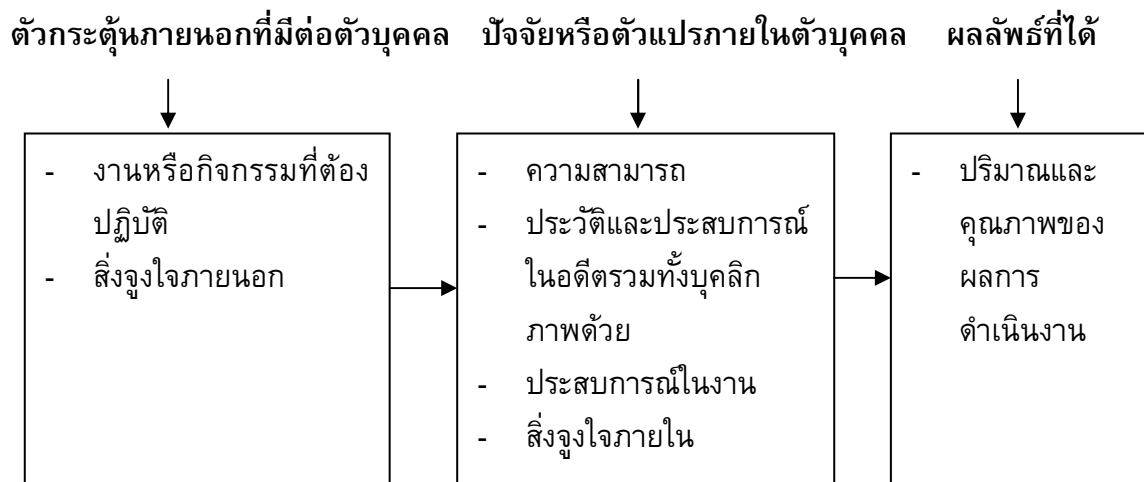 ตัวกระตุ้นภายนอกที่มีต่อตัวบุคคล
ปัจจัยหรือตัวแปรภายในตัวบุคคล
ผลลัพธ์ที่ได้
- งานหรือกิจกรรมที่ต้อง
ปฏิบัติ
- สิ่งจูงใจภายนอก
- ความสามารถ
- ประวัติและประสบการณ์
ในอดีตรวมทั้งบุคลิก
ภาพด้วย
- ประสบการณ์ในงาน
- สิ่งจูงใจภายใน
- ปริมาณและ
คุณภาพของ
ผลการ
ดำเนินงาน